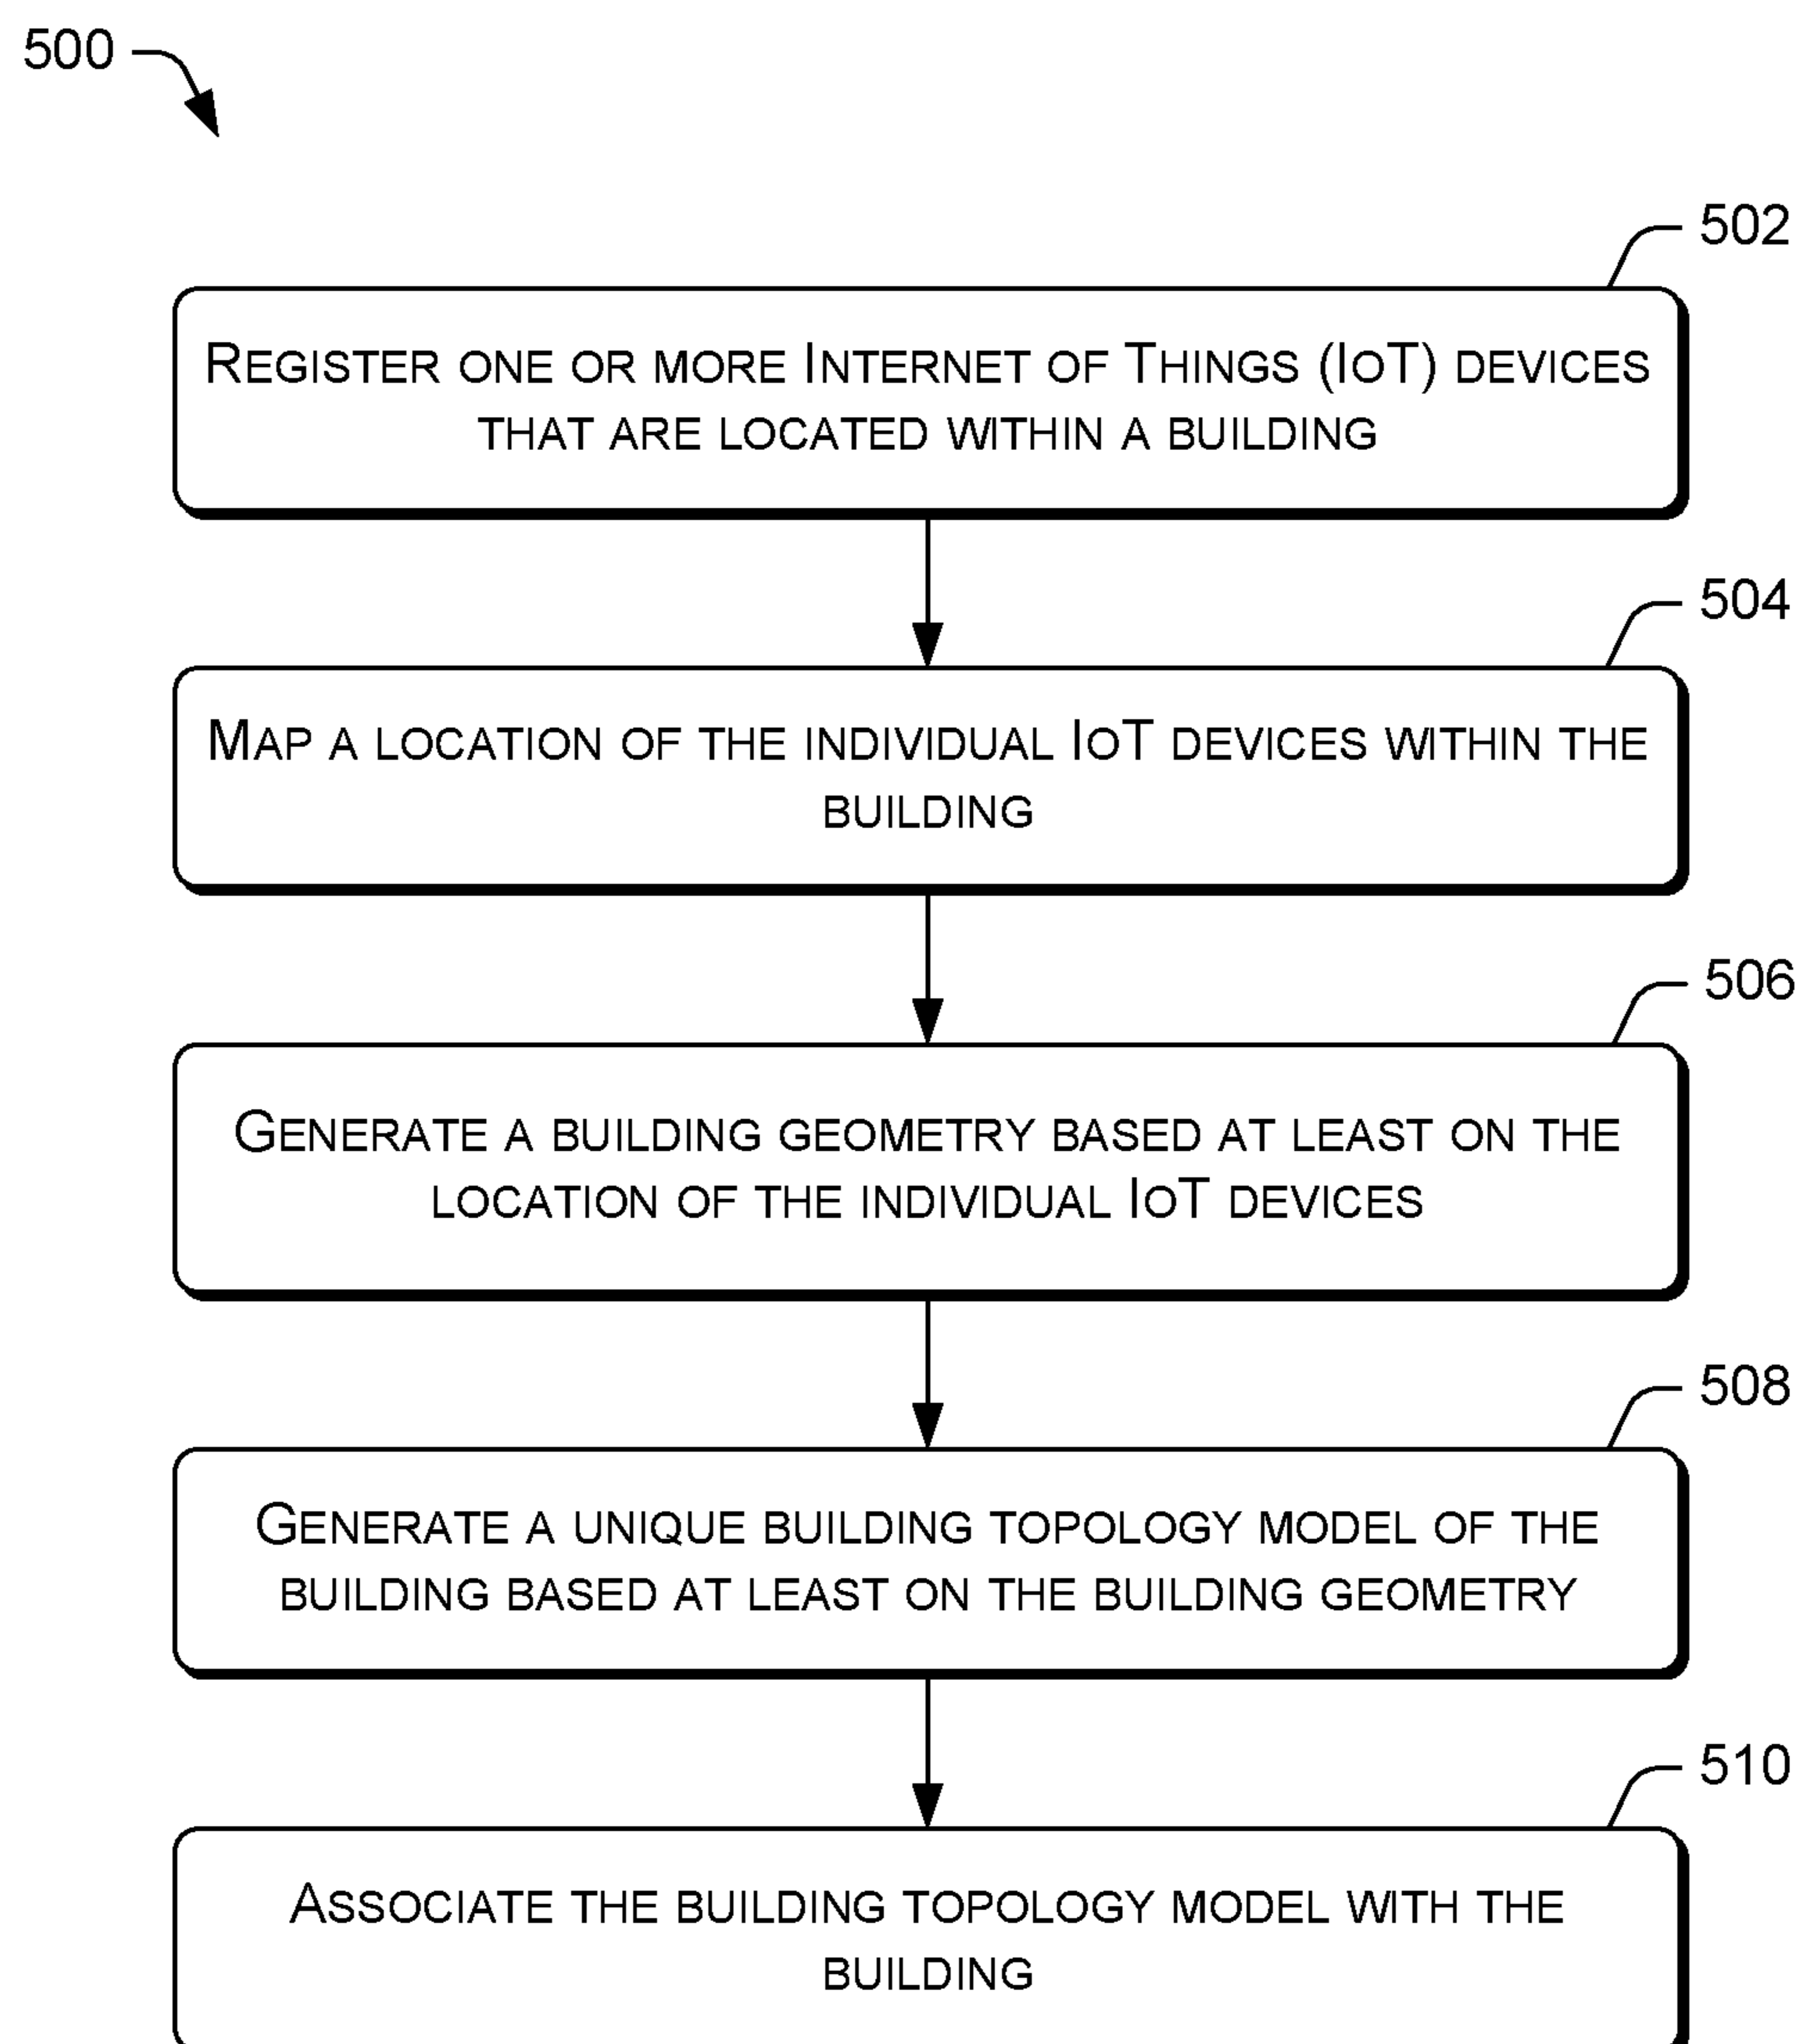 500
502
Register one or more Internet of Things (IoT) devices
that are located within a building
504
Map a location of the individual IoT devices within the
building
506
Generate a building geometry based at least on the
location of the individual IoT devices
508
Generate a unique building topology model of the
building based at least on the building geometry
510
Associate the building topology model with the
building